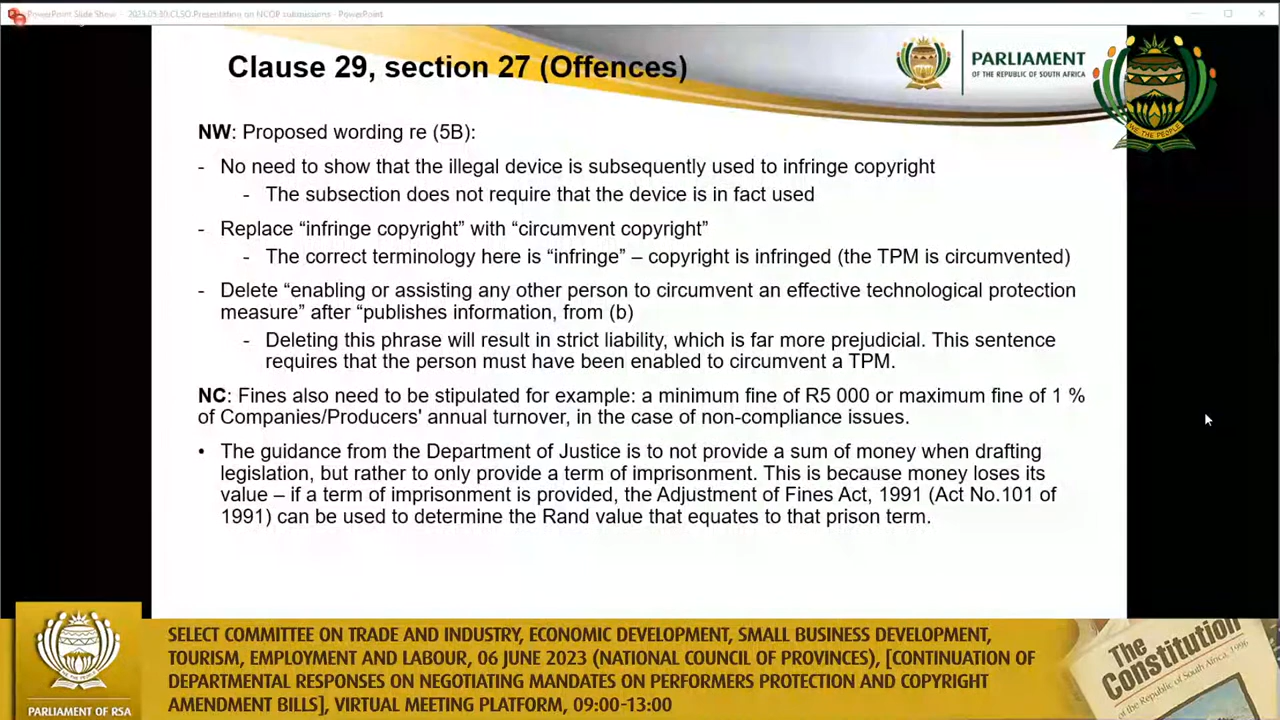 PowerPoint Slide Show - 2023.05.30.CLSO.Presentation on NCOP submissions - PowerPoint
Clause 29, section 27 (Offences)
PARLIAMENT
OF THE REPUBLIC OF SOUTH AFRICA
WE THE PEOPLE
NW: Proposed wording re (5B):
- No need to show that the illegal device is subsequently used to infringe copyright
- The subsection does not require that the device is in fact used
- Replace “infringe copyright” with “circumvent copyright”
- The correct terminology here is “infringe” – copyright is infringed (the TPM is circumvented)
- Delete “enabling or assisting any other person to circumvent an effective technological protection
measure” after “publishes information, from (b)
- Deleting this phrase will result in strict liability, which is far more prejudicial. This sentence
requires that the person must have been enabled to circumvent a TPM.
NC: Fines also need to be stipulated for example: a minimum fine of R5 000 or maximum fine of 1 %
of Companies/Producers' annual turnover, in the case of non-compliance issues.
• The guidance from the Department of Justice is to not provide a sum of money when drafting
legislation, but rather to only provide a term of imprisonment. This is because money loses its
value – if a term of imprisonment is provided, the Adjustment of Fines Act, 1991 (Act No.101 of
1991) can be used to determine the Rand value that equates to that prison term.
SELECT COMMITTEE ON TRADE AND INDUSTRY, ECONOMIC DEVELOPMENT, SMALL BUSINESS DEVELOPMENT,
TOURISM, EMPLOYMENT AND LABOUR, 06 JUNE 2023 (NATIONAL COUNCIL OF PROVINCES), [CONTINUATION OF
DEPARTMENTAL RESPONSES ON NEGOTIATING MANDATES ON PERFORMERS PROTECTION AND COPYRIGHT
AMENDMENT BILLS], VIRTUAL MEETING PLATFORM, 09:00-13:00
PARLIAMENT OF RSA
The
Constitution
of the Republic of South Africa, 1996